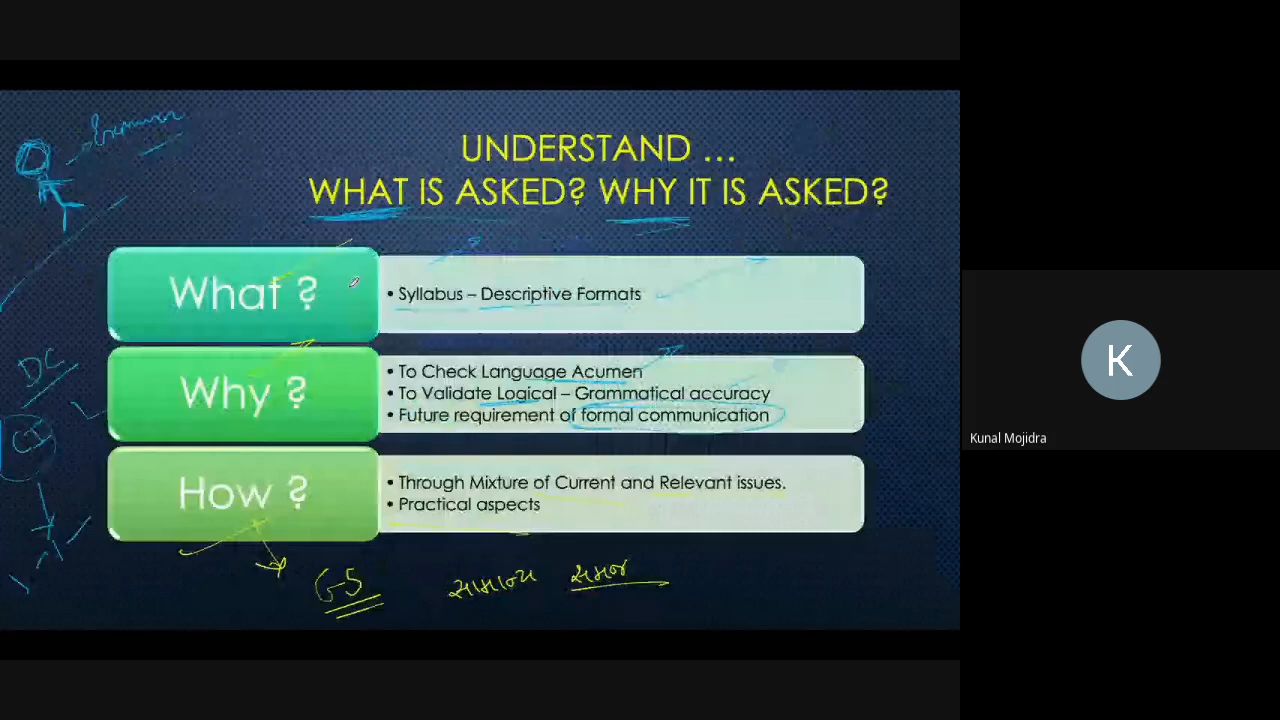 UNDERSTAND ...
WHAT IS ASKED? WHY IT IS ASKED?
What ?
• Syllabus – Descriptive Formats
Why ?
• To Check Language Acumen
• To Validate Logical – Grammatical accuracy
• Future requirement of formal communication
How ?
• Through Mixture of Current and Relevant issues.
• Practical aspects
DC
GS
સામાન્ય સમજ
K
Kunal Mojidra